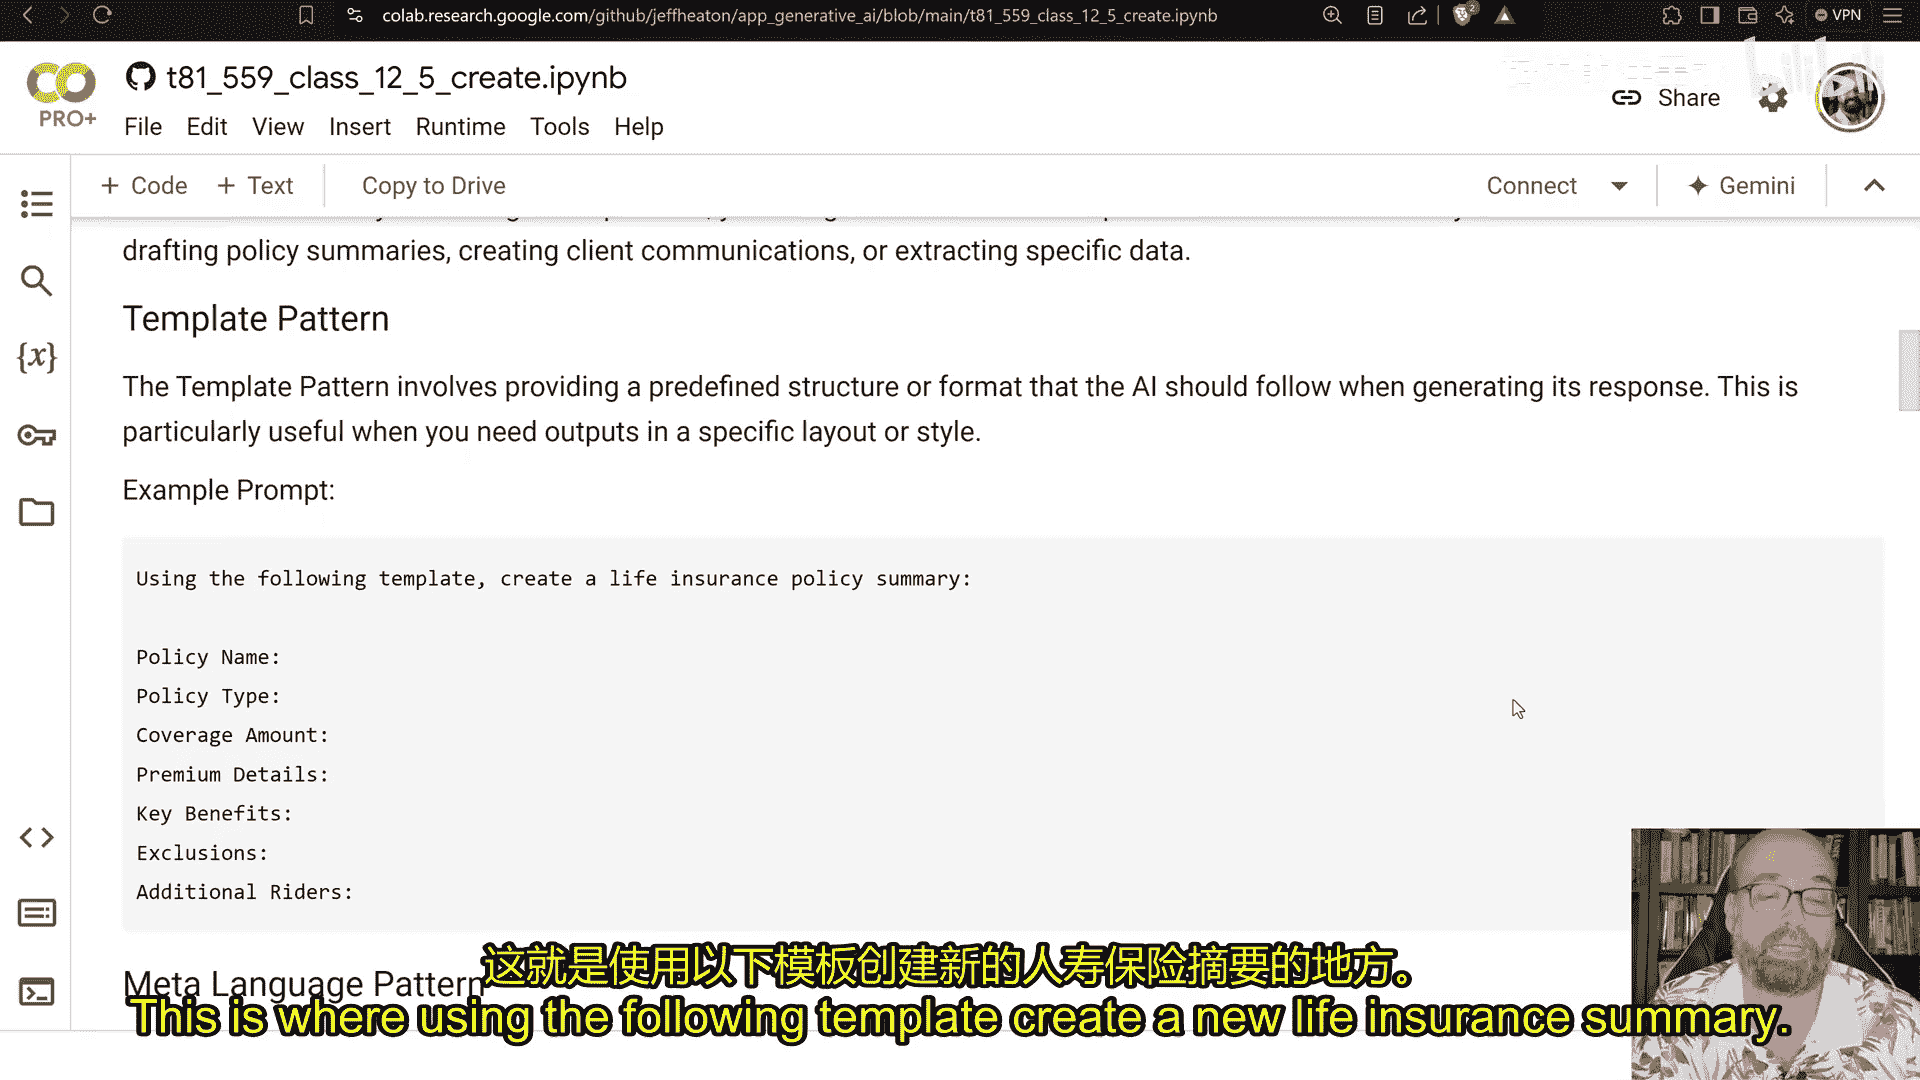 colab.research.google.com/github/jeffheaton/app_generative_ai/blob/main/t81_559_class_12_5_create.ipynb
2
VPN
CO
PRO+
t81_559_class_12_5_create.ipynb
bilibili
Share
File Edit View Insert Runtime Tools Help
+ Code + Text Copy to Drive Connect Gemini
drafting policy summaries, creating client communications, or extracting specific data.
{x}
Template Pattern
The Template Pattern involves providing a predefined structure or format that the AI should follow when generating its response. This is
particularly useful when you need outputs in a specific layout or style.
Example Prompt:
Using the following template, create a life insurance policy summary:
Policy Name:
Policy Type:
Coverage Amount:
Premium Details:
Key Benefits:
Exclusions:
Additional Riders:
Meta Language Pattern
这就是使用以下模板创建新的人寿保险摘要的地方。
This is where using the following template create a new life insurance summary.